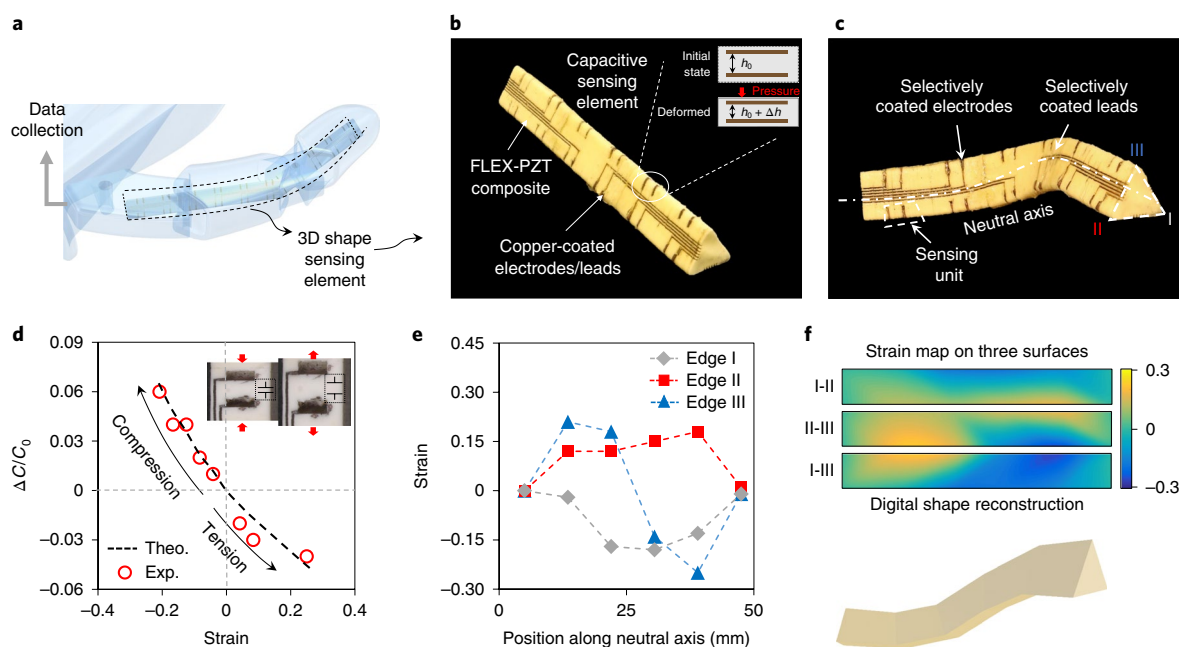 a
Data
collection
3D shape
sensing
element
b
Capacitive
sensing
element
Initial
state
h0
Pressure
Deformed
h0 + Δh
FLEX-PZT
composite
Copper-coated
electrodes/leads
c
Selectively
coated electrodes
Selectively
coated leads
III
Neutral axis
I
II
Sensing
unit
d
0.09
0.06
0.03
0
–0.03
–0.06
ΔC/C0
Compression
Tension
Theo.
Exp.
–0.4
–0.2
0
0.2
0.4
Strain
e
0.45
0.30
0.15
0
–0.15
–0.30
Strain
Edge I
Edge II
Edge III
0
25
50
Position along neutral axis (mm)
f
Strain map on three surfaces
I-II
II-III
I-III
0.3
0
–0.3
Digital shape reconstruction